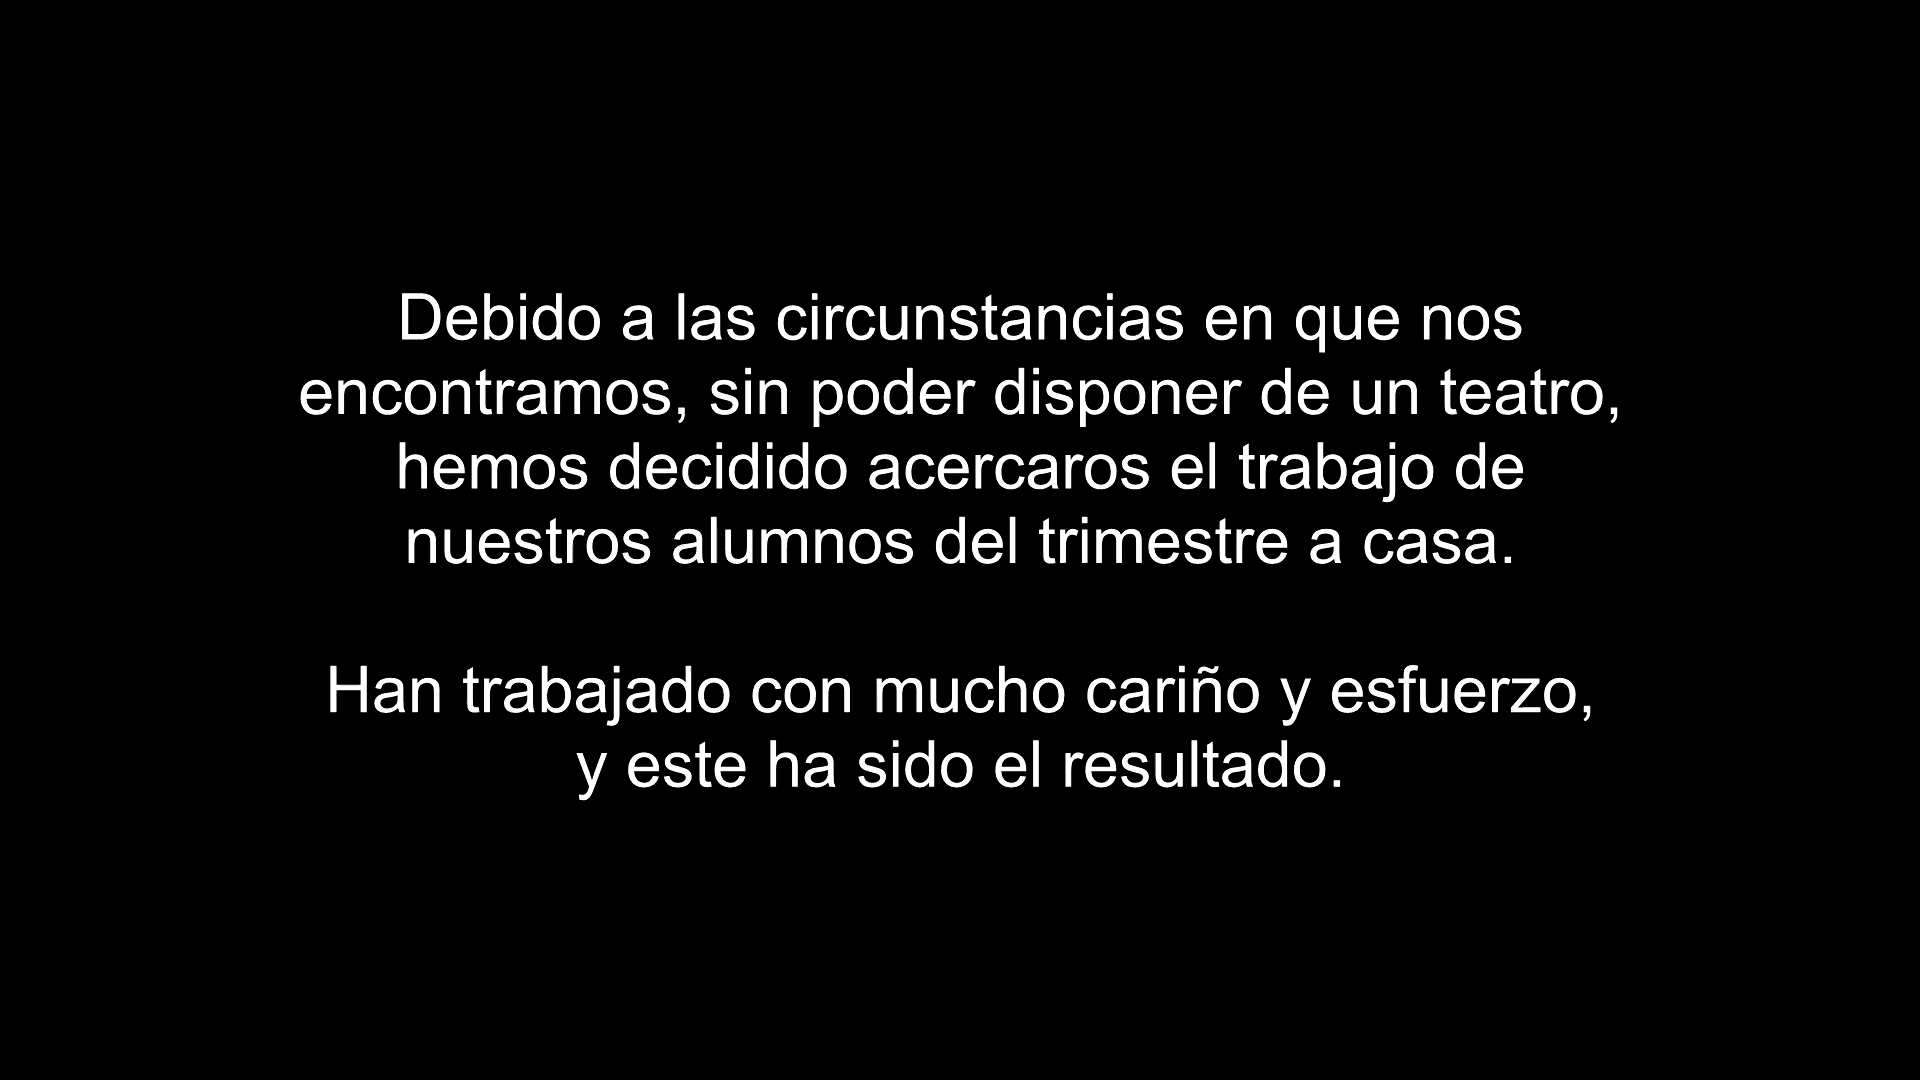 Debido a las circunstancias en que nos
encontramos, sin poder disponer de un teatro,
hemos decidido acercaros el trabajo de
nuestros alumnos del trimestre a casa.
Han trabajado con mucho cariño y esfuerzo,
y este ha sido el resultado.